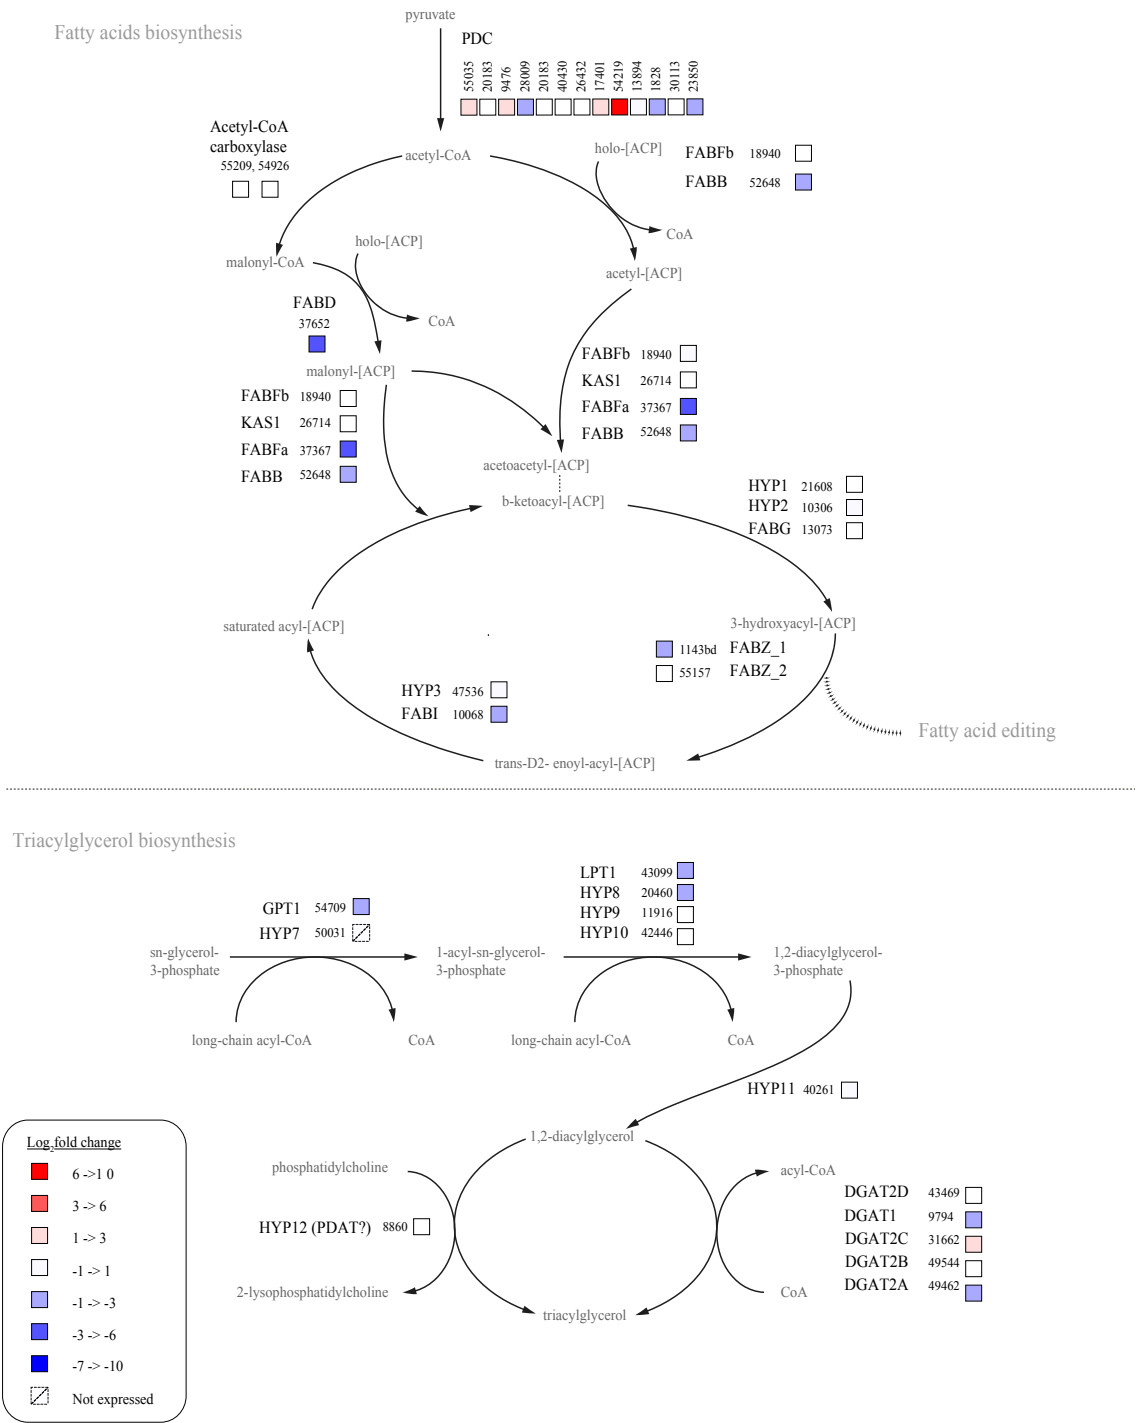 Fatty acids biosynthesis
pyruvate
PDC
55035 20183 9476 28009 20183 40430 26432 17401 54219 13894 1828 30113 23850
Acetyl-CoA
carboxylase
55209, 54926
acetyl-CoA
holo-[ACP]
FABFb 18940
FABB 52648
CoA
holo-[ACP]
malonyl-CoA
acetyl-[ACP]
FABD
37652
CoA
malonyl-[ACP]
FABFb 18940
KAS1 26714
FABFa 37367
FABB 52648
FABFb 18940
KAS1 26714
FABFa 37367
FABB 52648
acetoacetyl-[ACP]
b-ketoacyl-[ACP]
HYP1 21608
HYP2 10306
FABG 13073
saturated acyl-[ACP]
3-hydroxyacyl-[ACP]
1143bd FABZ_1
55157 FABZ_2
HYP3 47536
FABI 10068
Fatty acid editing
trans-D2- enoyl-acyl-[ACP]
Triacylglycerol biosynthesis
GPT1 54709
HYP7 50031
LPT1 43099
HYP8 20460
HYP9 11916
HYP10 42446
sn-glycerol-
3-phosphate
1-acyl-sn-glycerol-
3-phosphate
1,2-diacylglycerol-
3-phosphate
long-chain acyl-CoA
CoA
long-chain acyl-CoA
CoA
HYP11 40261
1,2-diacylglycerol
phosphatidylcholine
acyl-CoA
HYP12 (PDAT?) 8860
DGAT2D 43469
DGAT1 9794
DGAT2C 31662
DGAT2B 49544
DGAT2A 49462
2-lysophosphatidylcholine
CoA
triacylglycerol
Log2fold change
6 ->1 0
3 -> 6
1 -> 3
-1 -> 1
-1 -> -3
-3 -> -6
-7 -> -10
Not expressed